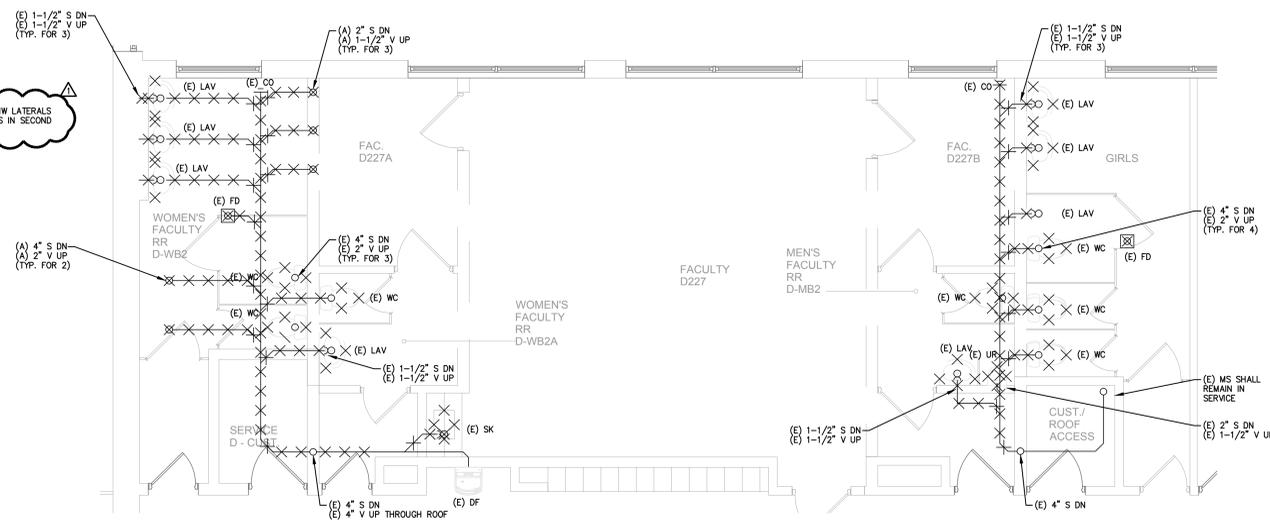 (E) 1-1/2" S DN
(E) 1-1/2" V UP
(TYP. FOR 3)
(A) 2" S DN
(A) 1-1/2" V UP
(TYP. FOR 3)
(E) 1-1/2" S DN
(E) 1-1/2" V UP
(TYP. FOR 3)
1
LATERALS
IN SECOND
(E) LAV
(E) CO
(E) CO
(E) LAV
(E) LAV
(E) LAV
(E) LAV
FAC.
D227A
FAC.
D227B
GIRLS
(E) FD
(E) LAV
WOMEN'S
FACULTY
RR
D-WB2
(E) 4" S DN
(E) 2" V UP
(TYP. FOR 4)
(A) 4" S DN
(A) 2" V UP
(TYP. FOR 2)
(E) 4" S DN
(E) 2" V UP
(TYP. FOR 3)
(E) WC
(E) FD
MEN'S
FACULTY
RR
D-MB2
FACULTY
D227
(E) WC
(E) WC
(E) WC
(E) WC
(E) WC
WOMEN'S
FACULTY
RR
D-WB2A
(E) LAV
(E) LAV
(E) UR
(E) WC
(E) 1-1/2" S DN
(E) 1-1/2" V UP
(E) MS SHALL
REMAIN IN
SERVICE
CUST./
ROOF
ACCESS
SERVICE
D - CUST
(E) SK
(E) 1-1/2" S DN
(E) 1-1/2" V UP
(E) 2" S DN
(E) 1-1/2" V
(E) DF
(E) 4" S DN
(E) 4" V UP THROUGH ROOF
(E) 4" S DN